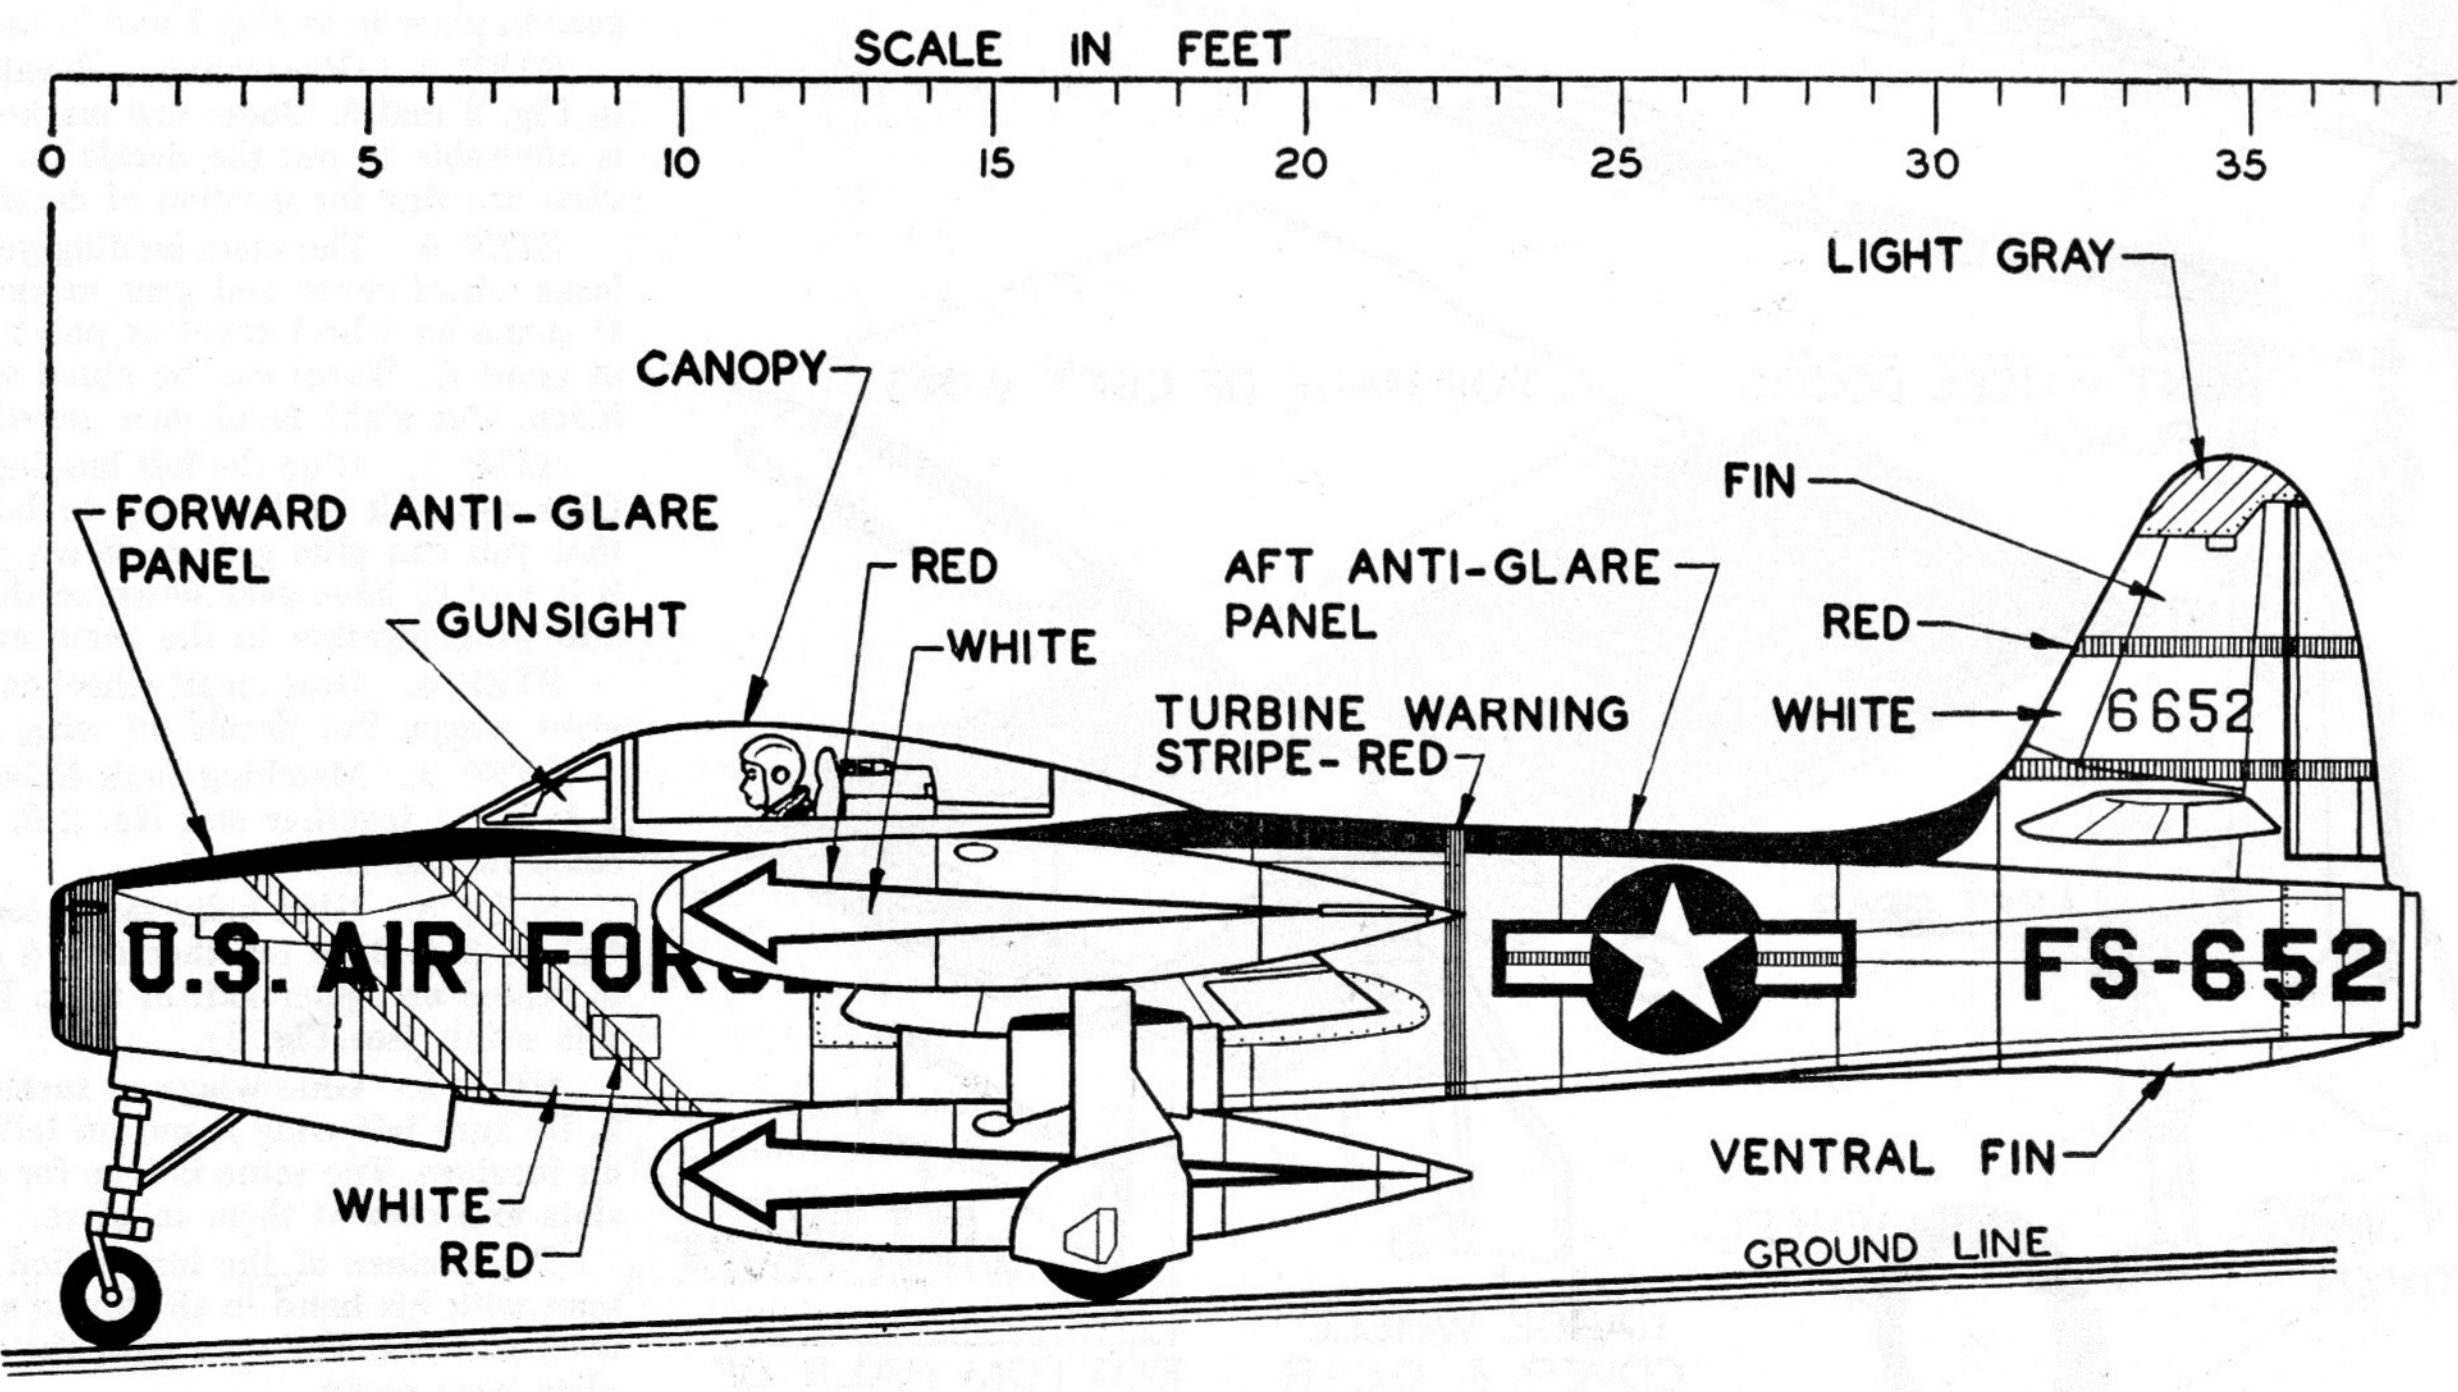 SCALE IN FEET
0 5 10 15 20 25 30 35
LIGHT GRAY
CANOPY
FIN
FORWARD ANTI-GLARE
PANEL
RED
AFT ANTI-GLARE
PANEL
GUNSIGHT
WHITE
RED
TURBINE WARNING
STRIPE-RED
WHITE
6652
U.S. AIR FORC
FS-652
VENTRAL FIN
WHITE
RED
GROUND LINE